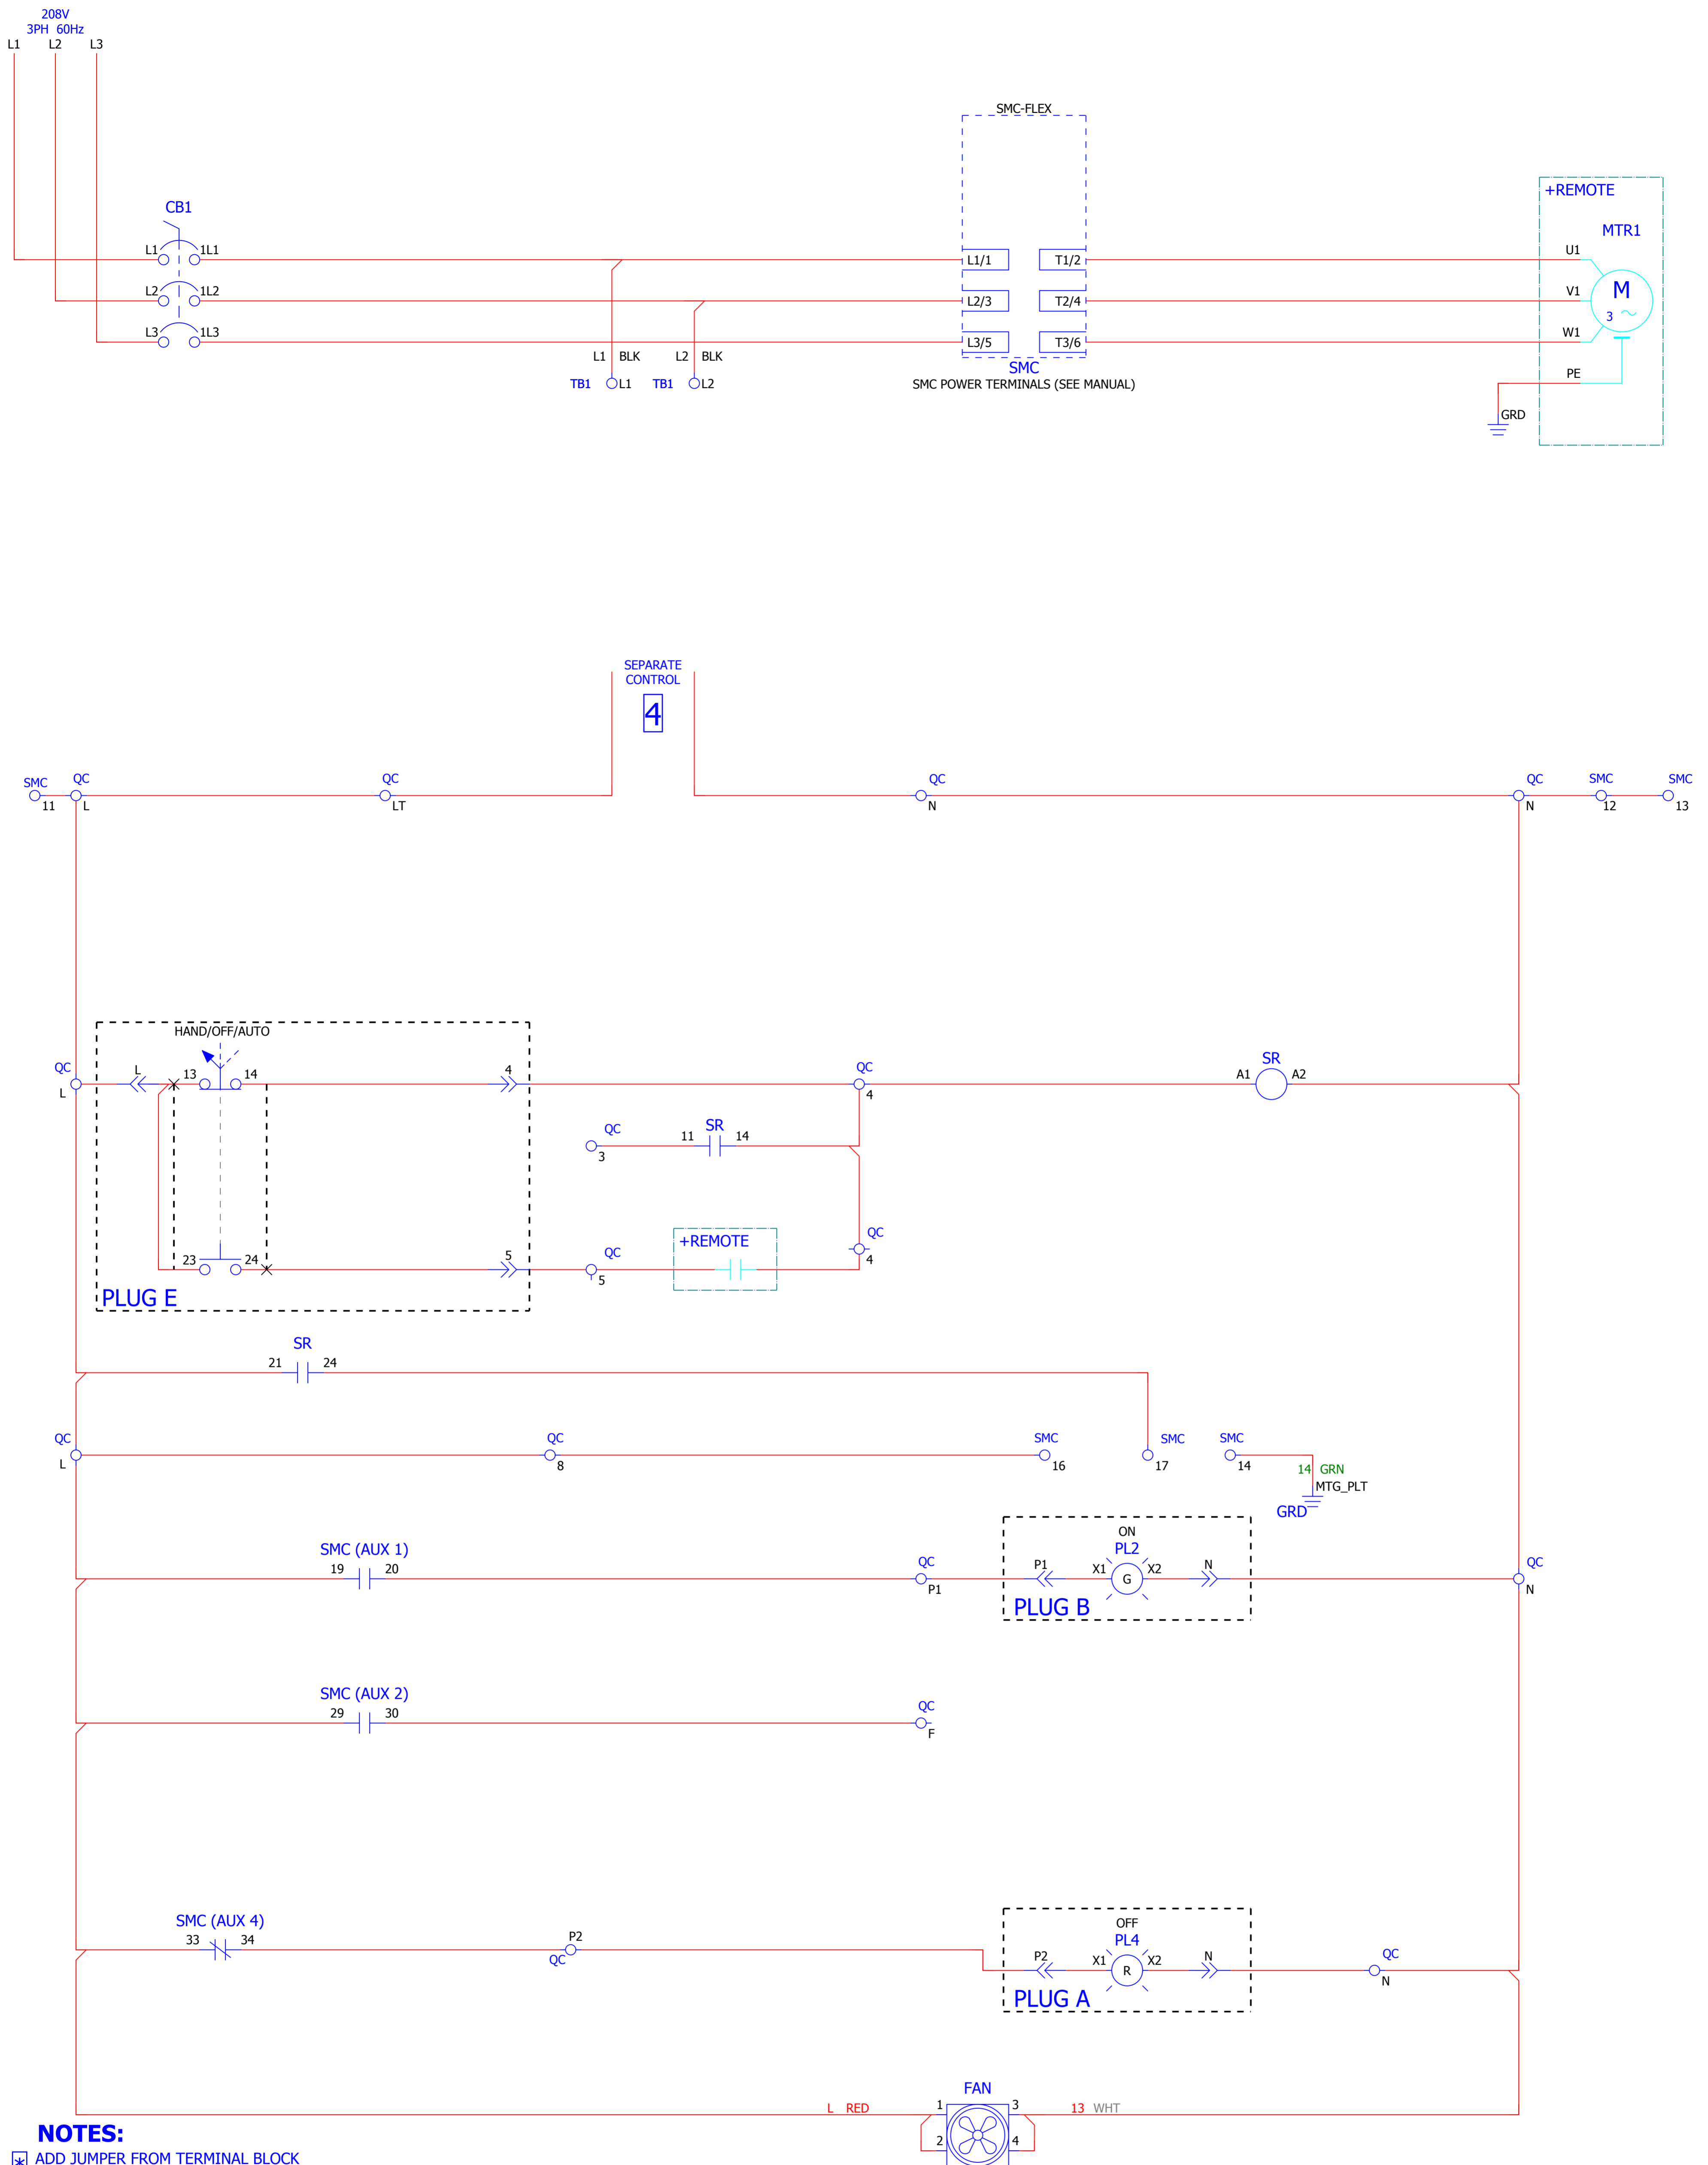 208V
3PH 60Hz
L1 L2 L3
SMC-FLEX
+REMOTE
CB1
MTR1
L1 1L1 L1/1 T1/2 U1
L2 1L2 L2/3 T2/4 V1 M
3
L3 1L3 L3/5 T3/6 W1
L1 BLK L2 BLK
SMC
PE
TB1 L1 TB1 L2
SMC POWER TERMINALS (SEE MANUAL)
GRD
SEPARATE
CONTROL
4
SMC QC QC QC QC SMC SMC
11 L LT N N 12 13
HAND/OFF/AUTO
QC L 13 14 4 QC A1 SR A2
L 4
QC 11 SR 14
3
+REMOTE QC
23 24 5 QC 4
5
PLUG E
SR
21 24
QC QC SMC SMC SMC
L 8 16 17 14
14 GRN
MTG_PLT
GRD
ON
SMC (AUX 1) PL2
19 20 QC P1 X1 G X2 N QC
P1 N
PLUG B
SMC (AUX 2)
29 30 QC
F
OFF
SMC (AUX 4) PL4
33 34 P2
QC
P2 X1 R X2 N QC
N
PLUG A
FAN
L RED 1 3 13 WHT
2 4
NOTES:
* ADD JUMPER FROM TERMINAL BLOCK